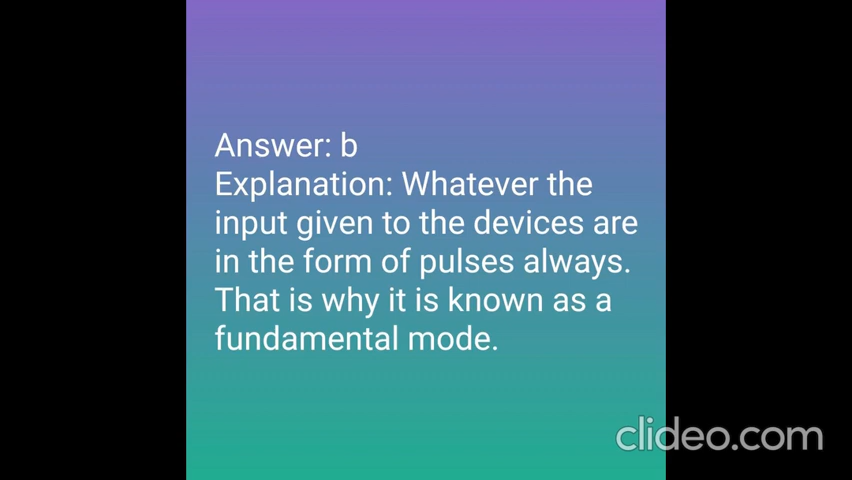 Answer: b
Explanation: Whatever the
input given to the devices are
in the form of pulses always.
That is why it is known as a
fundamental mode.
clideo.com